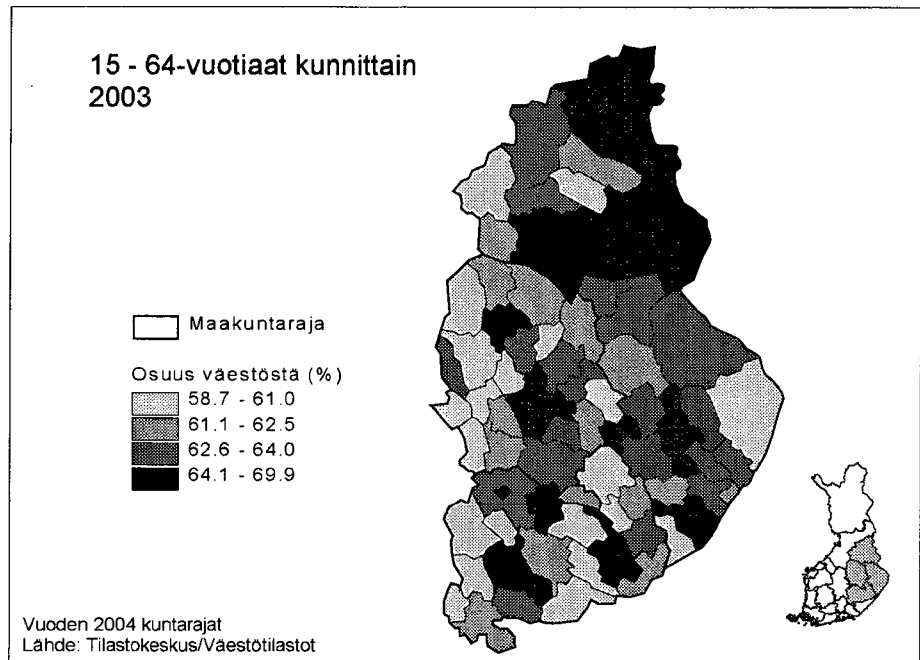 15 - 64-vuotiaat kunnittain
2003
Maakuntaraja
Osuus väestöstä (%)
58.7 - 61.0
61.1 - 62.5
62.6 - 64.0
64.1 - 69.9
Vuoden 2004 kuntarajat
Lähde: Tilastokeskus/Väestötilastot